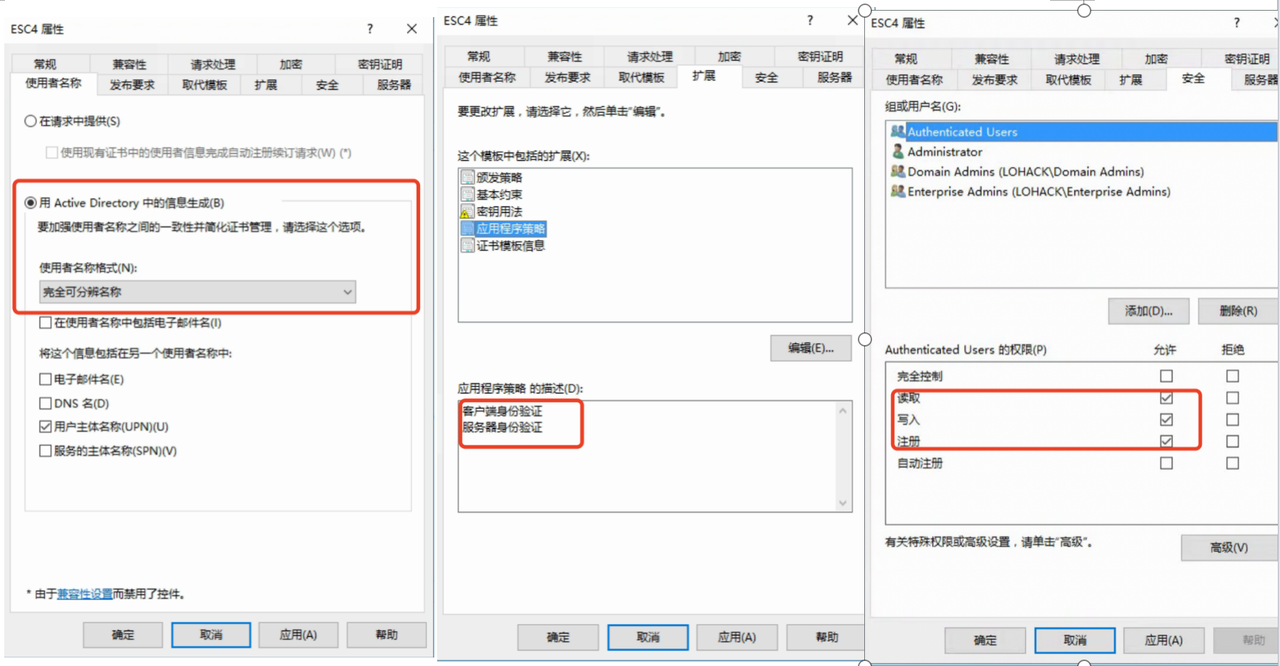 ESC4 属性
?
常规 兼容性 请求处理 加密 密钥证明
使用者名称 发布要求 取代模板 扩展 安全 服务器
在请求中提供(S)
使用现有证书中的使用者信息完成自动注册续订请求(W) (*)
用 Active Directory 中的信息生成(B)
要加强使用者名称之间的一致性并简化证书管理，请选择这个选项。
使用者名称格式(N):
完全可分辨名称
在使用者名称中包括电子邮件名(I)
将这个信息包括在另一个使用者名称中:
电子邮件名(E)
DNS 名(D)
用户主体名称(UPN)(U)
服务的主体名称(SPN)(V)
* 由于兼容性设置而禁用了控件。
确定 取消 应用(A) 帮助
ESC4 属性
?
常规 兼容性 请求处理 加密 密钥证明
使用者名称 发布要求 取代模板 扩展 安全 服务器
要更改扩展，请选择它，然后单击“编辑”。
这个模板中包括的扩展(X):
颁发策略
基本约束
密钥用法
应用程序策略
证书模板信息
编辑(E)...
应用程序策略 的描述(D):
客户端身份验证
服务器身份验证
确定 取消 应用(A) 帮助
ESC4 属性
?
常规 兼容性 请求处理 加密 密钥证明
使用者名称 发布要求 取代模板 扩展 安全 服务器
组或用户名(G):
Authenticated Users
Administrator
Domain Admins (LOHACK\Domain Admins)
Enterprise Admins (LOHACK\Enterprise Admins)
添加(D)... 删除(R)
Authenticated Users 的权限(P) 允许 拒绝
完全控制
读取
写入
注册
自动注册
有关特殊权限或高级设置，请单击“高级”。
高级(V)
确定 取消 应用(A) 帮助